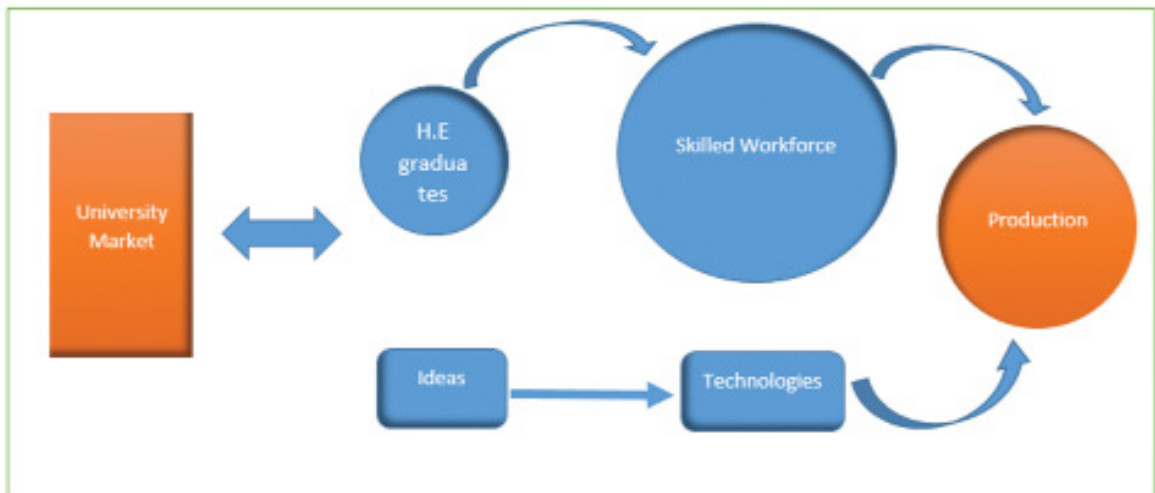 University
Market
H.E
gradua
tes
Skilled Workforce
Production
Ideas
Technologies